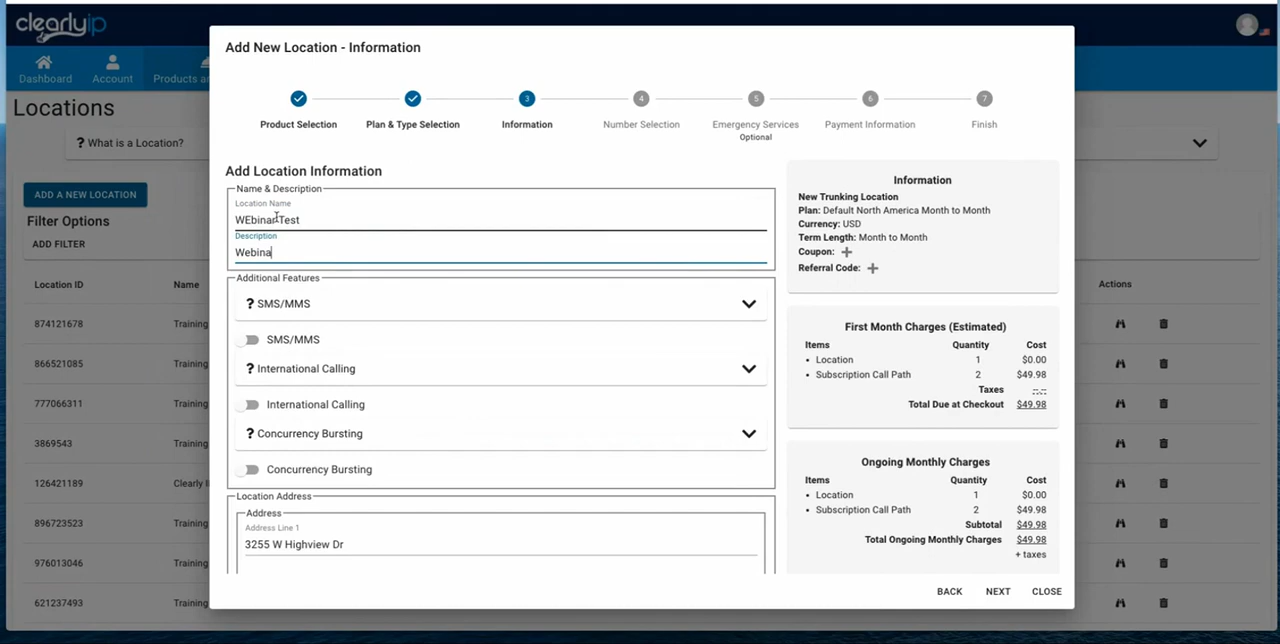 clearlyip
Add New Location - Information
Dashboard
Account
Products a
1 2 3 4 5 6 7
Product Selection
Plan & Type Selection
Information
Number Selection
Emergency Services
Optional
Payment Information
Finish
Locations
? What is a Location?
ADD A NEW LOCATION
Filter Options
ADD FILTER
Location ID Name
874121678 Training
866521085 Training
777066311 Training
3869543 Training
126421189 Clearly I
896723523 Training
976013046 Training
621237493 Training
Actions
Add Location Information
Name & Description
Location Name
WEbinarTest
Description
Webina
Additional Features
? SMS/MMS
SMS/MMS
? International Calling
International Calling
? Concurrency Bursting
Concurrency Bursting
Location Address
Address
Address Line 1
3255 W Highview Dr
Information
New Trunking Location
Plan: Default North America Month to Month
Currency: USD
Term Length: Month to Month
Coupon: +
Referral Code: +
First Month Charges (Estimated)
Items Quantity Cost
• Location 1 $0.00
• Subscription Call Path 2 $49.98
Taxes --.--
Total Due at Checkout $49.98
Ongoing Monthly Charges
Items Quantity Cost
• Location 1 $0.00
• Subscription Call Path 2 $49.98
Subtotal $49.98
Total Ongoing Monthly Charges $49.98
+ taxes
BACK NEXT CLOSE